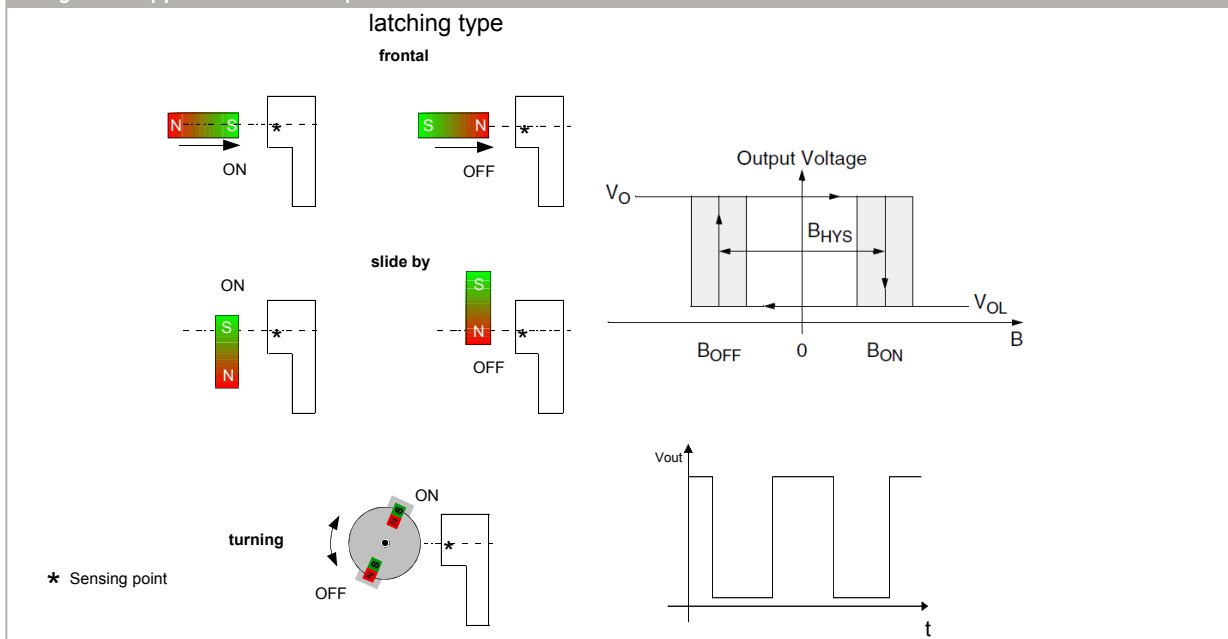 latching type
frontal
N S
ON
S N
OFF
slide by
ON
S
N
S
N
OFF
turning
ON
S
N
S
N
OFF
* Sensing point
Output Voltage
VO
BHYS
VOL
B
BOFF 0 BON
Vout
t